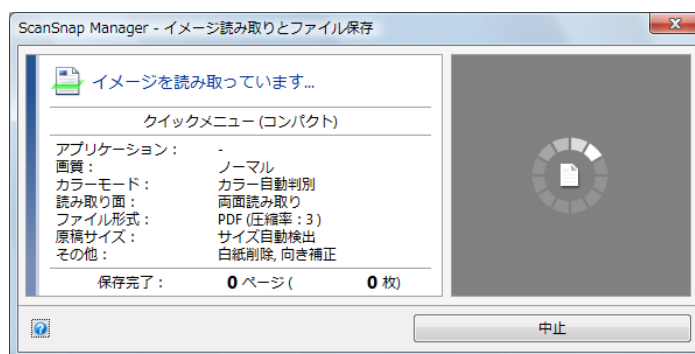 ScanSnap Manager - イメージ読み取りとファイル保存
イメージを読み取っています...
クイックメニュー (コンパクト)
アプリケーション： -
画質： ノーマル
カラーモード： カラー自動判別
読み取り面： 両面読み取り
ファイル形式： PDF (圧縮率：3)
原稿サイズ： サイズ自動検出
その他： 白紙削除, 向き補正
保存完了： 0 ページ ( 0 枚)
中止